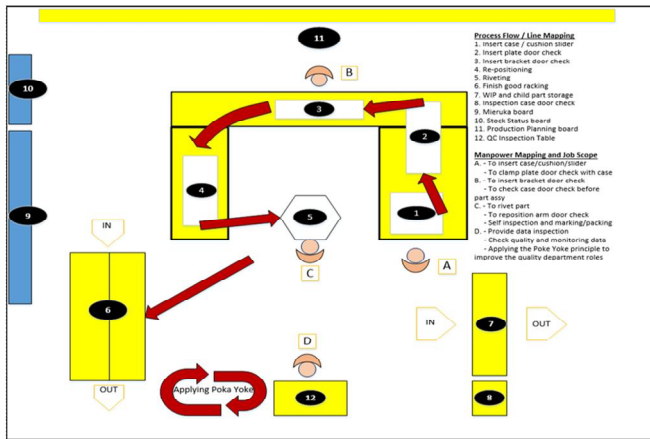 11
Process Flow / Line Mapping
1. Insert case / cushion slider
2. Insert plate door check
3. Insert bracket door check
4. Re-positioning
5. Riveting
6. Finish good racking
7. WIP and child part storage
8. Inspection case door check
9. Mieruka board
10. Stock Status board
11. Production Planning board
12. QC Inspection Table
Manpower Mapping and Job Scope
A. - To insert case/cushion/slider
- To clamp plate door check with case
B. - To insert bracket door check
- To check case door check before
part assy
C. - To rivet part
- To reposition arm door check
- Self inspection and marking/packing
D. - Provide data inspection
- Check quality and monitoring data
- Applying the Poke Yoke principle to
improve the quality department roles
B
10
3
2
4
9
5
1
IN
C
A
6
IN
7
OUT
D
OUT
Applying Poka Yoke
12
8